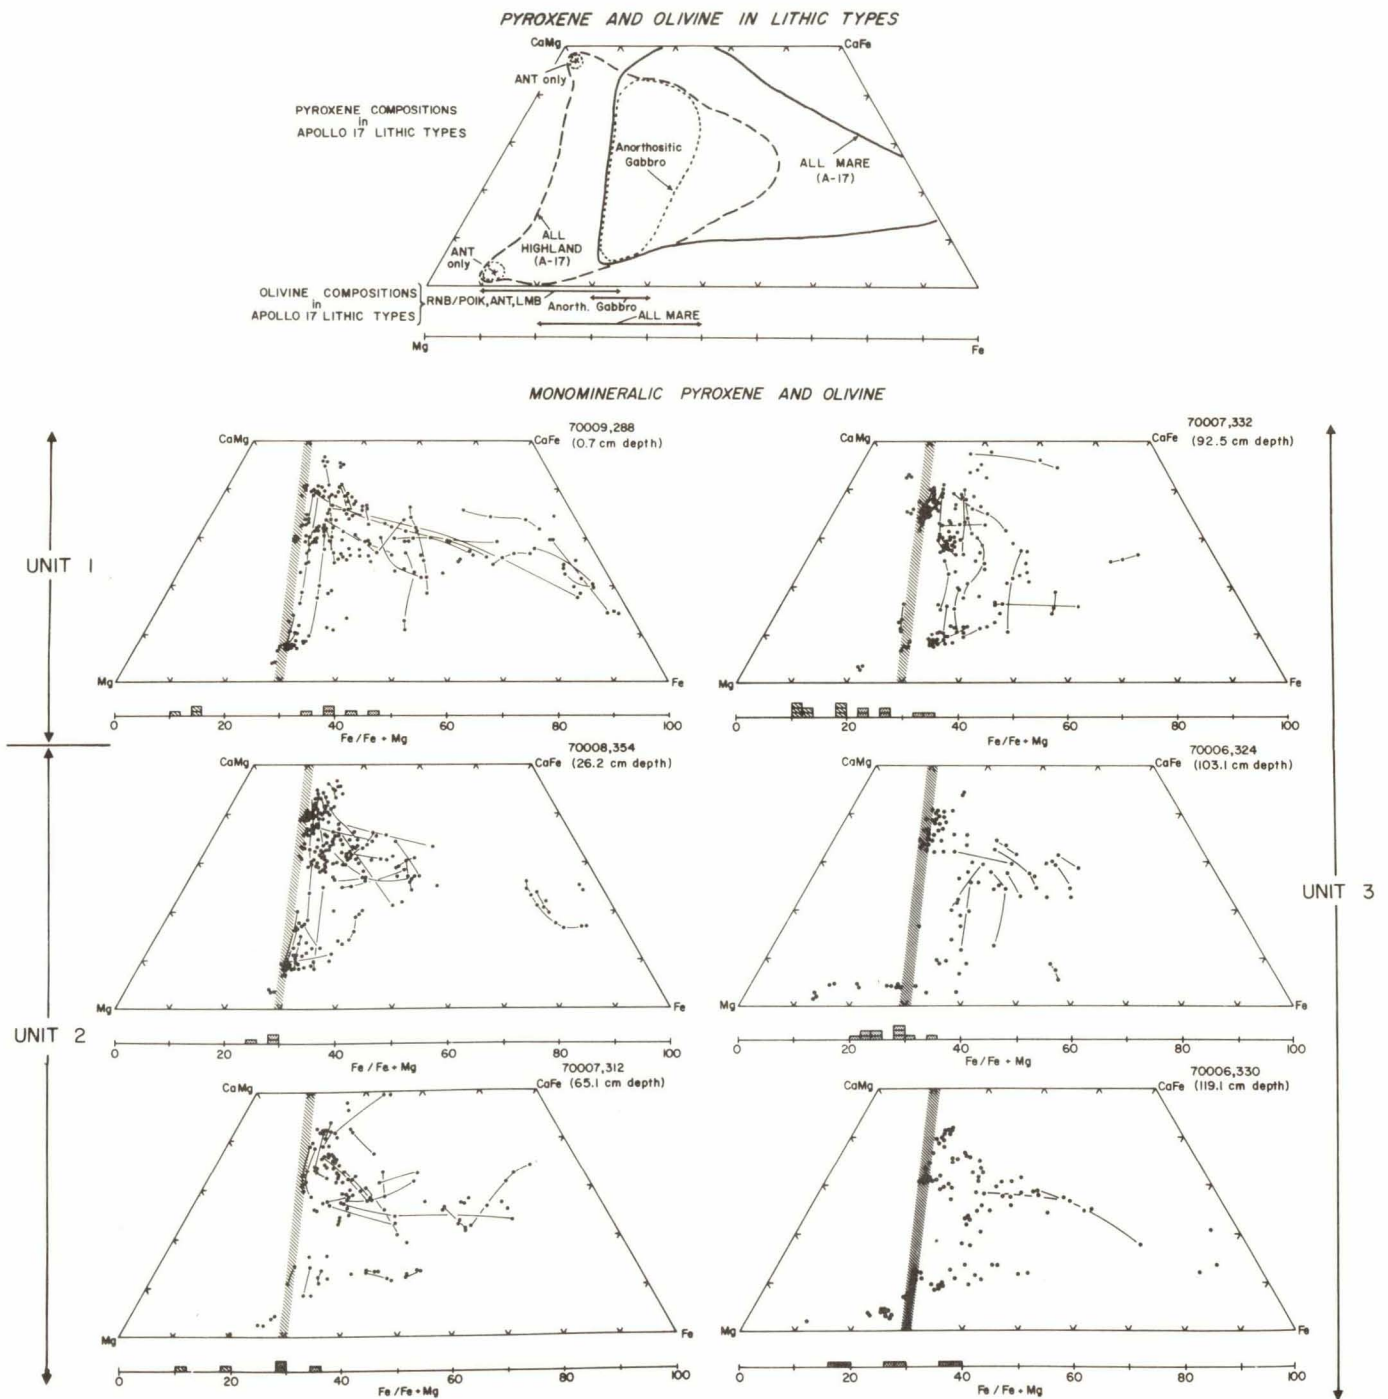 PYROXENE AND OLIVINE IN LITHIC TYPES
CaMg
CaFe
ANT only
PYROXENE COMPOSITIONS
in
APOLLO 17 LITHIC TYPES
Anorthositic
Gabbro
ALL MARE
(A-17)
ALL
HIGHLAND
(A-17)
ANT
only
OLIVINE COMPOSITIONS
in
APOLLO 17 LITHIC TYPES
RNB/POIK, ANT, LMB
Anorth. Gabbro
ALL MARE
Mg
Fe
MONOMINERALIC PYROXENE AND OLIVINE
UNIT 1
70009,288
(0.7 cm depth)
CaMg
CaFe
Mg
Fe
0 20 40 60 80 100
Fe/Fe + Mg
UNIT 2
70008,354
(26.2 cm depth)
CaMg
CaFe
Mg
Fe
0 20 40 60 80 100
Fe/Fe + Mg
70007,312
(65.1 cm depth)
CaMg
CaFe
Mg
Fe
0 20 40 60 80 100
Fe/Fe + Mg
UNIT 3
70007,332
(92.5 cm depth)
CaMg
CaFe
Mg
Fe
0 20 40 60 80 100
Fe/Fe + Mg
70006,324
(103.1 cm depth)
CaMg
CaFe
Mg
Fe
0 20 40 60 80 100
Fe/Fe + Mg
70006,330
(119.1 cm depth)
CaMg
CaFe
Mg
Fe
0 20 40 60 80 100
Fe/Fe + Mg